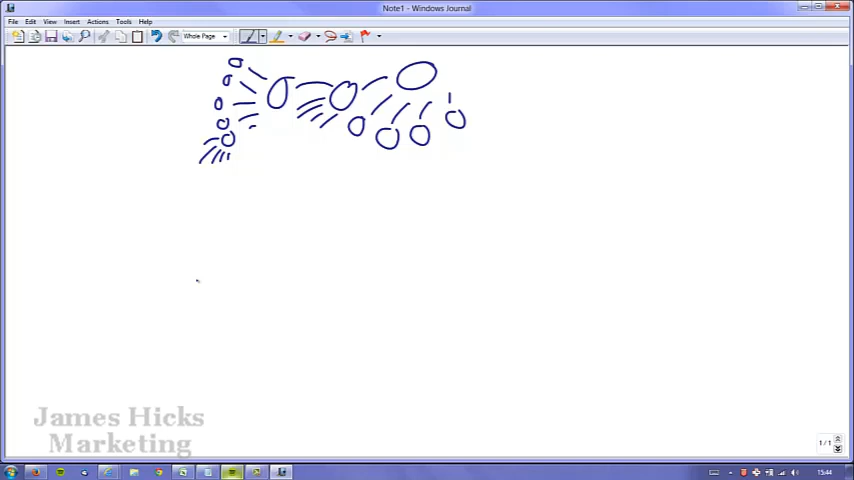 Note1 - Windows Journal
File Edit View Insert Actions Tools Help
Whole Page
James Hicks
Marketing
1/1
15:44